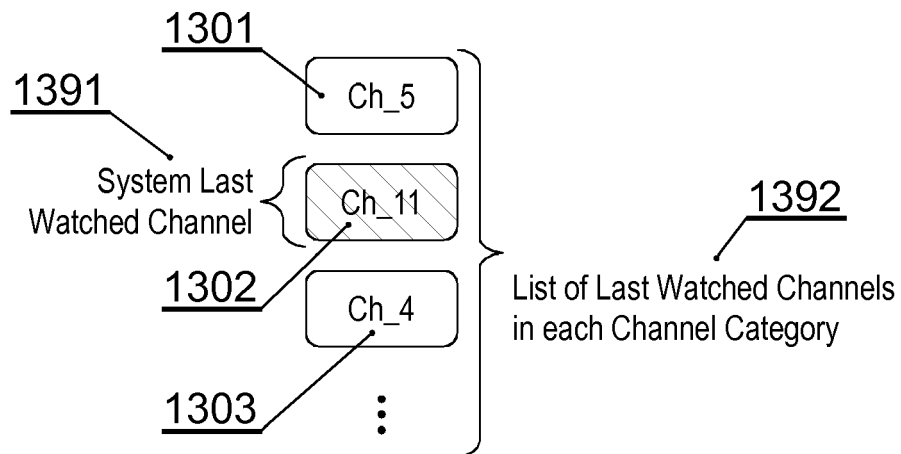 1301
Ch_5
1391
System Last
Watched Channel
Ch_11
1392
1302
List of Last Watched Channels
in each Channel Category
Ch_4
1303